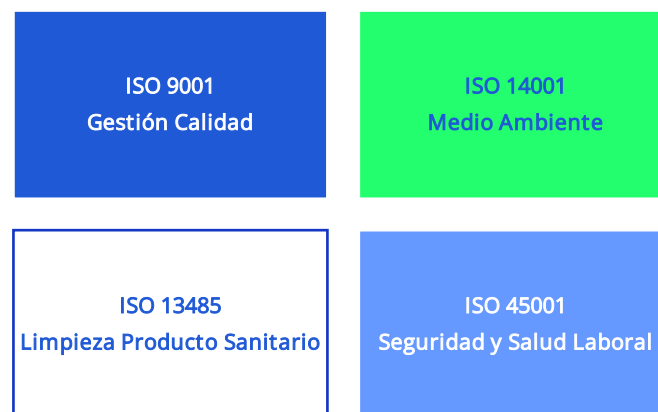 ISO 9001
Gestión Calidad
ISO 14001
Medio Ambiente
ISO 13485
Limpieza Producto Sanitario
ISO 45001
Seguridad y Salud Laboral